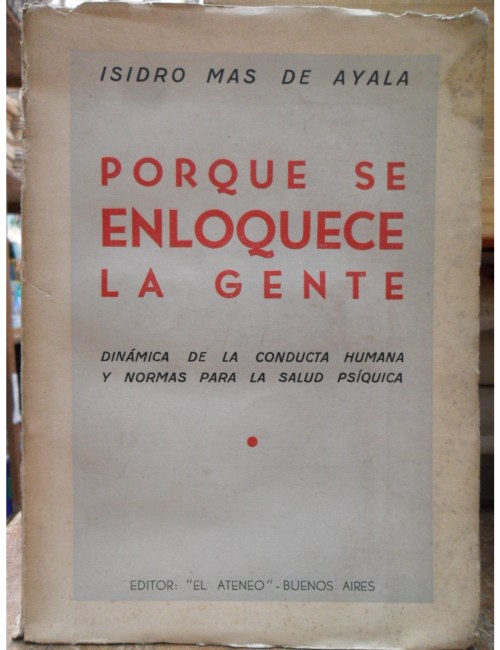 ISIDRO MAS DE AYALA
PORQUE SE
ENLOQUECE
LA GENTE
DINÁMICA DE LA CONDUCTA HUMANA
Y NORMAS PARA LA SALUD PSÍQUICA
EDITOR: "EL ATENEO" - BUENOS AIRES